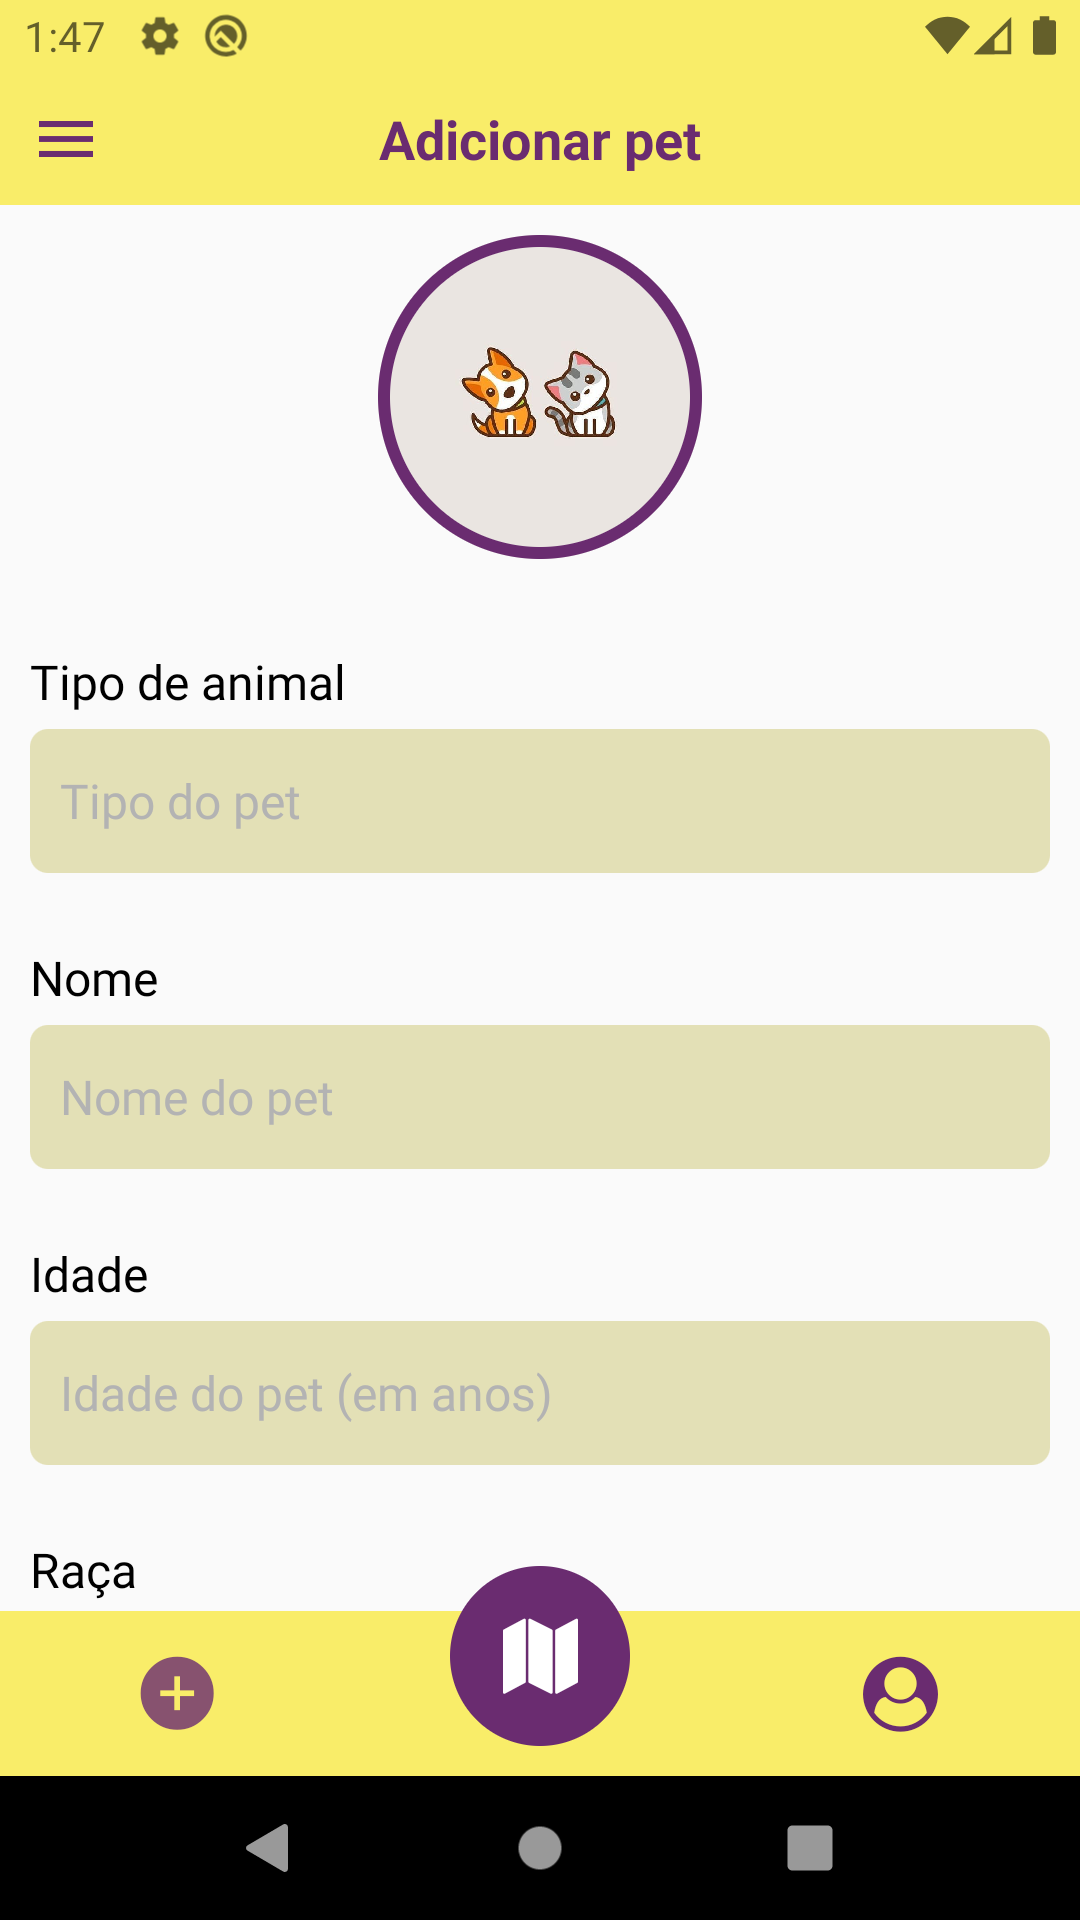 1:47
Adicionar pet
Tipo de animal
Tipo do pet
Nome
Nome do pet
Idade
Idade do pet (em anos)
Raça